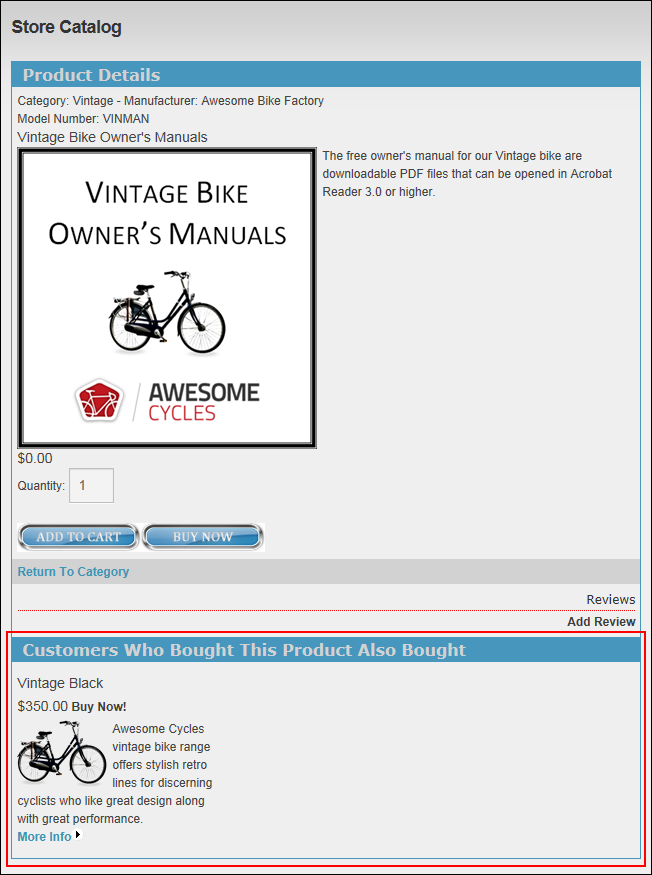 Store Catalog
Product Details
Category: Vintage - Manufacturer: Awesome Bike Factory
Model Number: VINMAN
Vintage Bike Owner's Manuals
VINTAGE BIKE
OWNER'S MANUALS
AWESOME
CYCLES
The free owner's manual for our Vintage bike are
downloadable PDF files that can be opened in Acrobat
Reader 3.0 or higher.
$0.00
Quantity: 1
ADD TO CART BUY NOW
Return To Category
Reviews
Add Review
Customers Who Bought This Product Also Bought
Vintage Black
$350.00 Buy Now!
Awesome Cycles
vintage bike range
offers stylish retro
lines for discerning
cyclists who like great design along
with great performance.
More Info